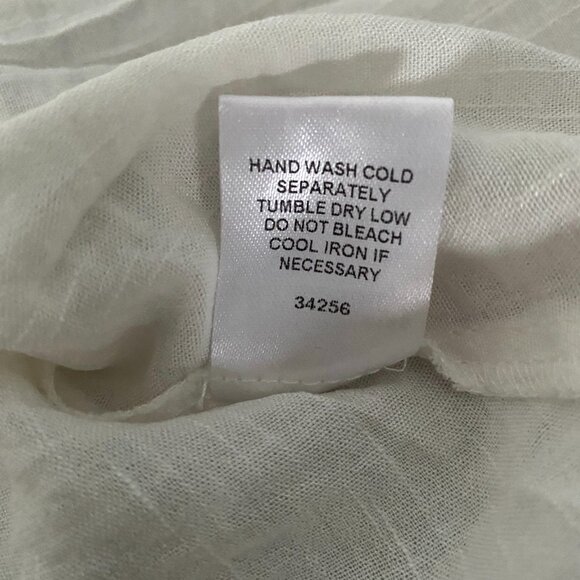 HAND WASH COLD
SEPARATELY
TUMBLE DRY LOW
DO NOT BLEACH
COOL IRON IF
NECESSARY
34256